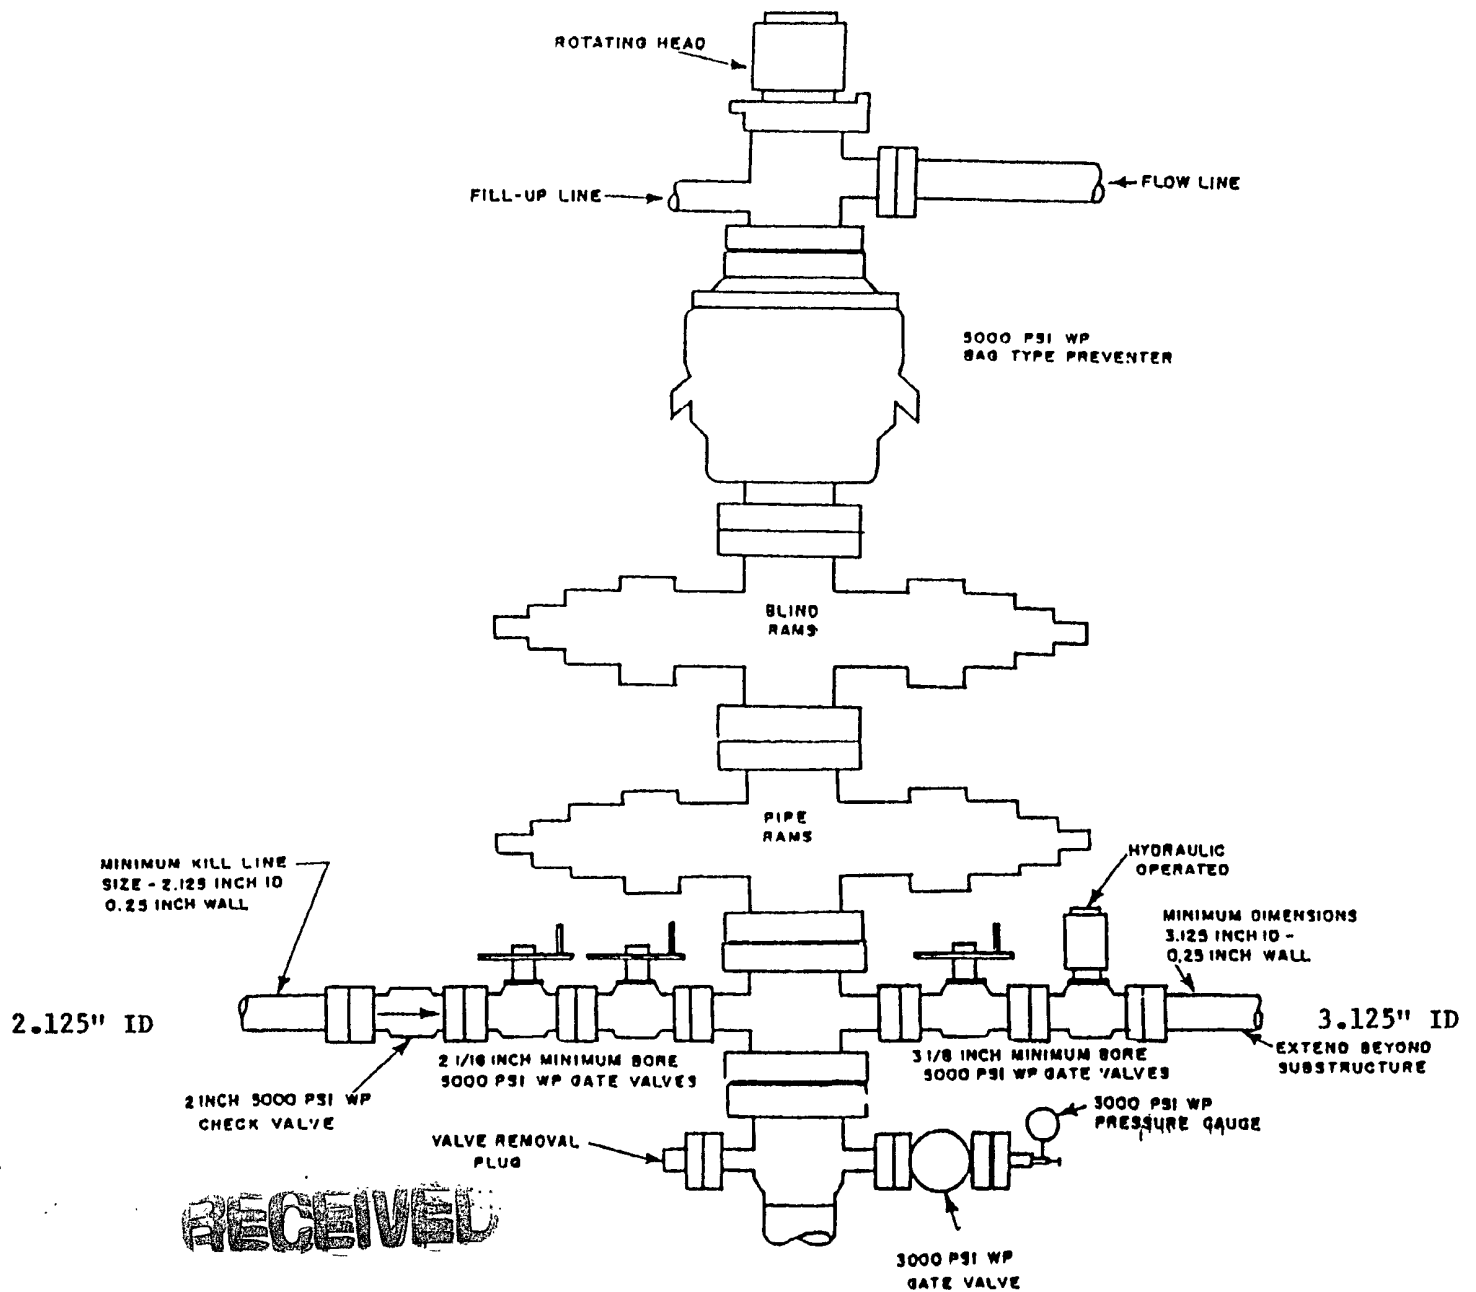 ROTATING HEAD
FILL-UP LINE
FLOW LINE
5000 PSI WP
BAG TYPE PREVENTER
BLIND
RAMS
PIPE
RAMS
MINIMUM KILL LINE
SIZE - 2.125 INCH ID
0.25 INCH WALL
HYDRAULIC
OPERATED
MINIMUM DIMENSIONS
3.125 INCH ID -
0.25 INCH WALL
2.125" ID
3.125" ID
2 1/16 INCH MINIMUM BORE
5000 PSI WP GATE VALVES
3 1/8 INCH MINIMUM BORE
5000 PSI WP GATE VALVES
EXTEND BEYOND
SUBSTRUCTURE
2 INCH 5000 PSI WP
CHECK VALVE
3000 PSI WP
PRESSURE GAUGE
VALVE REMOVAL
PLUG
RECEIVED
3000 PSI WP
GATE VALVE